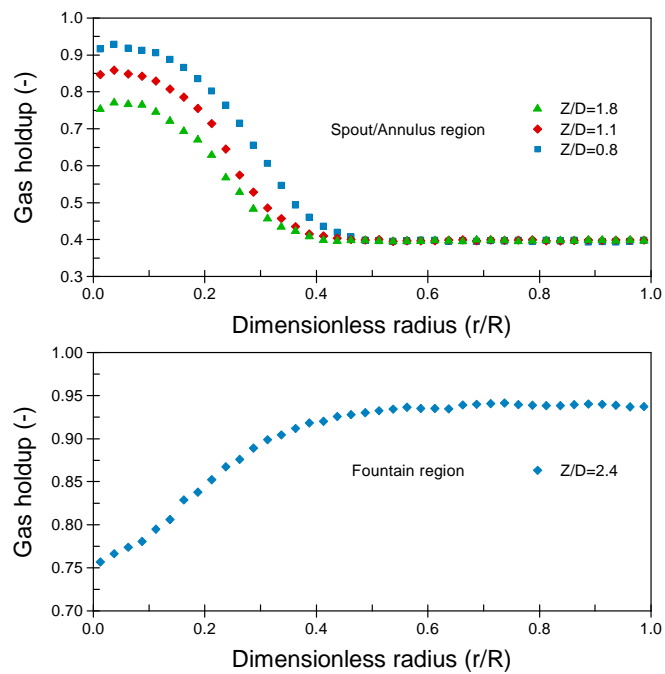 1.0
0.9
0.8
0.7
0.6
0.5
0.4
0.3
Gas holdup (-)
Spout/Annulus region
Z/D=1.8
Z/D=1.1
Z/D=0.8
0.0 0.2 0.4 0.6 0.8 1.0
Dimensionless radius (r/R)
1.00
0.95
0.90
0.85
0.80
0.75
0.70
Gas holdup (-)
Fountain region
Z/D=2.4
0.0 0.2 0.4 0.6 0.8 1.0
Dimensionless radius (r/R)